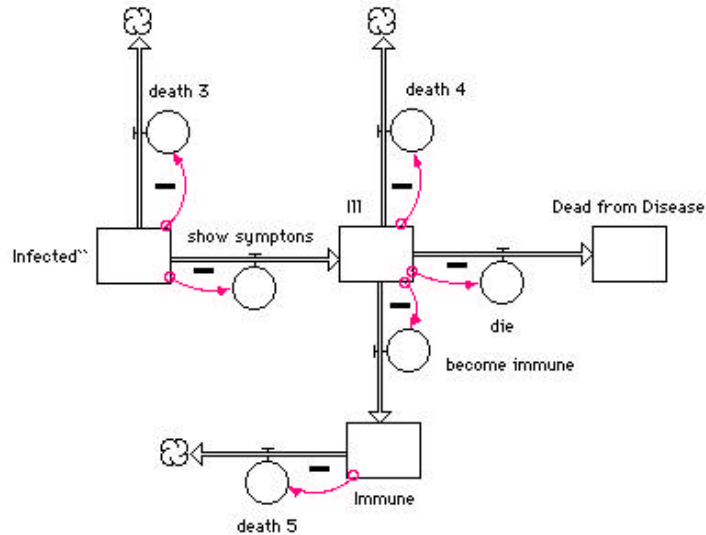 death 3
death 4
Ill
Dead from Disease
show symptons
Infected``
die
become immune
Immune
death 5